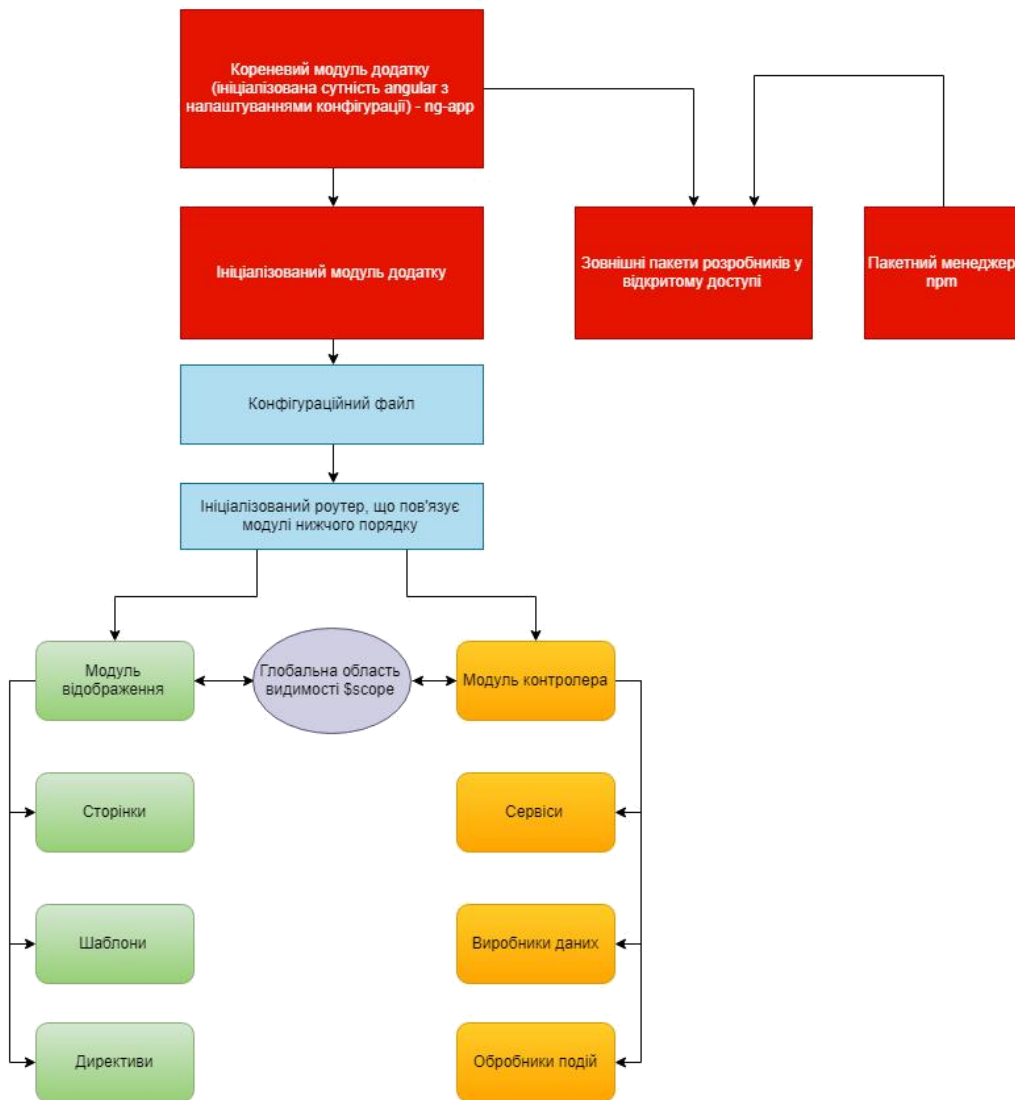 Кореневий модуль додатку
(ініціалізована сутність angular з
налаштуваннями конфігурації) - ng-app
Ініціалізований модуль додатку
Зовнішні пакети розробників у
відкритого доступі
Пакетний менеджер
npm
Конфігураційний файл
Ініціалізований роутер, що пов'язує
модулі нижчого порядку
Модуль
відображення
Глобальна область
видимості $scope
Модуль контролера
Сторінки
Сервіси
Шаблони
Виробники даних
Директиви
Обробники подій